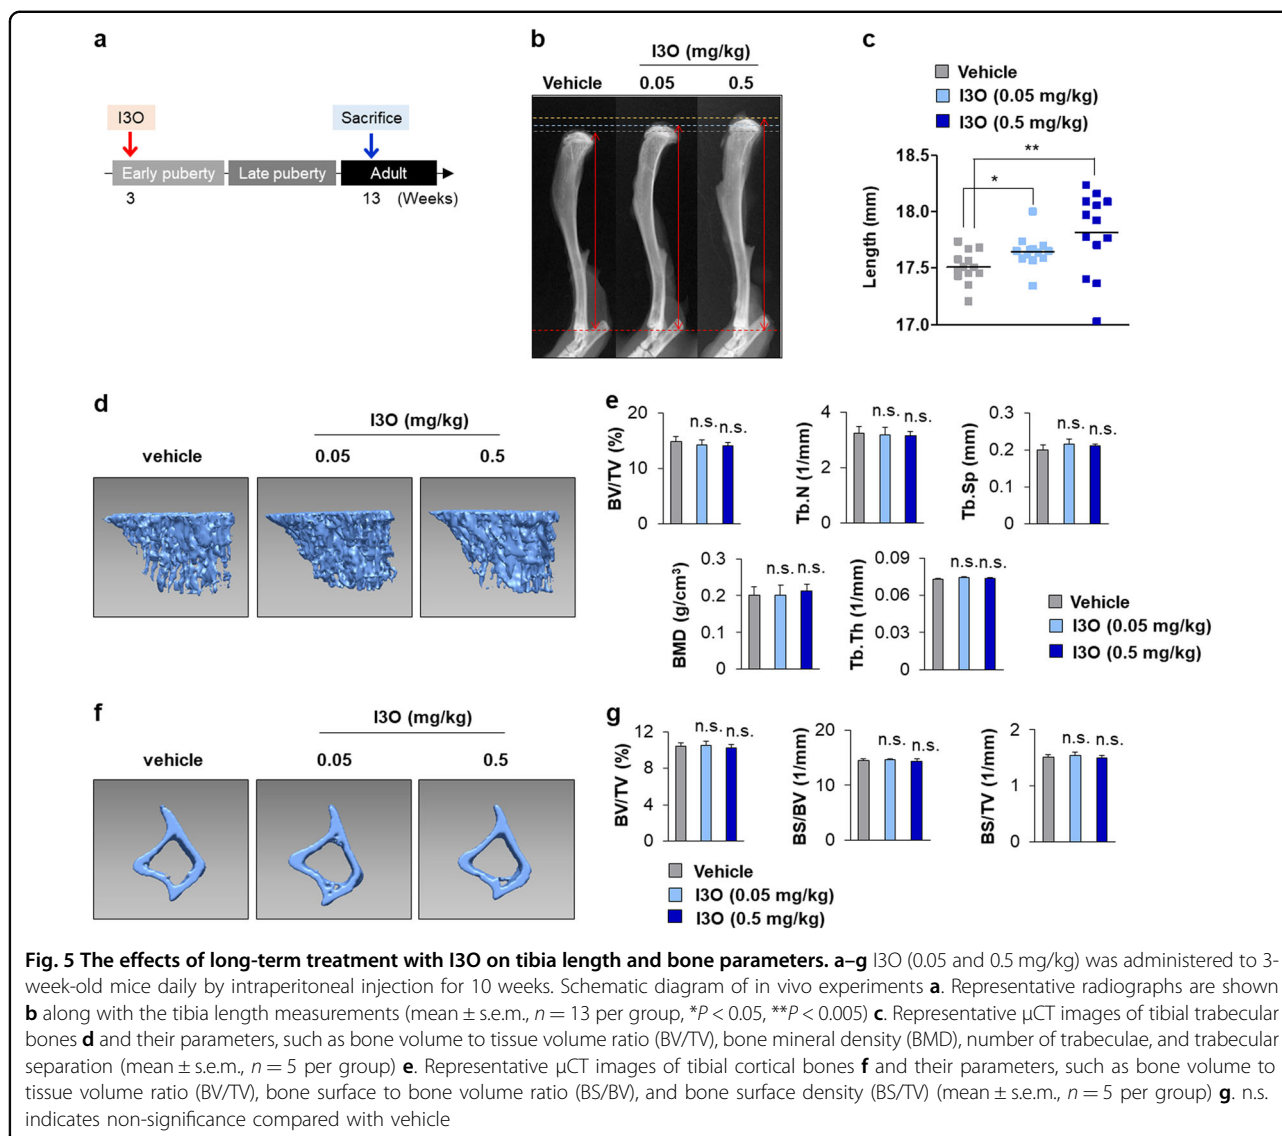 a
I3O
Sacrifice
Early puberty
Late puberty
Adult
3
13 (Weeks)
b
I3O (mg/kg)
Vehicle
0.05
0.5
c
Vehicle
I3O (0.05 mg/kg)
I3O (0.5 mg/kg)
Length (mm)
18.5
18.0
17.5
17.0
*
**
d
I3O (mg/kg)
vehicle
0.05
0.5
e
BV/TV (%)
20
10
0
n.s.
n.s.
Tb.N (1/mm)
4
2
0
n.s.
n.s.
Tb.Sp (mm)
0.3
0.2
0.1
0
n.s.
n.s.
BMD (g/cm³)
0.3
0.2
0.1
0
n.s.
n.s.
Tb.Th (1/mm)
0.09
0.06
0.03
0
n.s.
n.s.
Vehicle
I3O (0.05 mg/kg)
I3O (0.5 mg/kg)
f
I3O (mg/kg)
vehicle
0.05
0.5
g
BV/TV (%)
12
8
4
0
n.s.
n.s.
BS/BV (1/mm)
20
10
0
n.s.
n.s.
BS/TV (1/mm)
2
1
0
n.s.
n.s.
Vehicle
I3O (0.05 mg/kg)
I3O (0.5 mg/kg)
Fig. 5 The effects of long-term treatment with I3O on tibia length and bone parameters. a–g I3O (0.05 and 0.5 mg/kg) was administered to 3-
week-old mice daily by intraperitoneal injection for 10 weeks. Schematic diagram of in vivo experiments a. Representative radiographs are shown
b along with the tibia length measurements (mean ± s.e.m., n = 13 per group, *P < 0.05, **P < 0.005) c. Representative μCT images of tibial trabecular
bones d and their parameters, such as bone volume to tissue volume ratio (BV/TV), bone mineral density (BMD), number of trabeculae, and trabecular
separation (mean ± s.e.m., n = 5 per group) e. Representative μCT images of tibial cortical bones f and their parameters, such as bone volume to
tissue volume ratio (BV/TV), bone surface to bone volume ratio (BS/BV), and bone surface density (BS/TV) (mean ± s.e.m., n = 5 per group) g. n.s.
indicates non-significance compared with vehicle